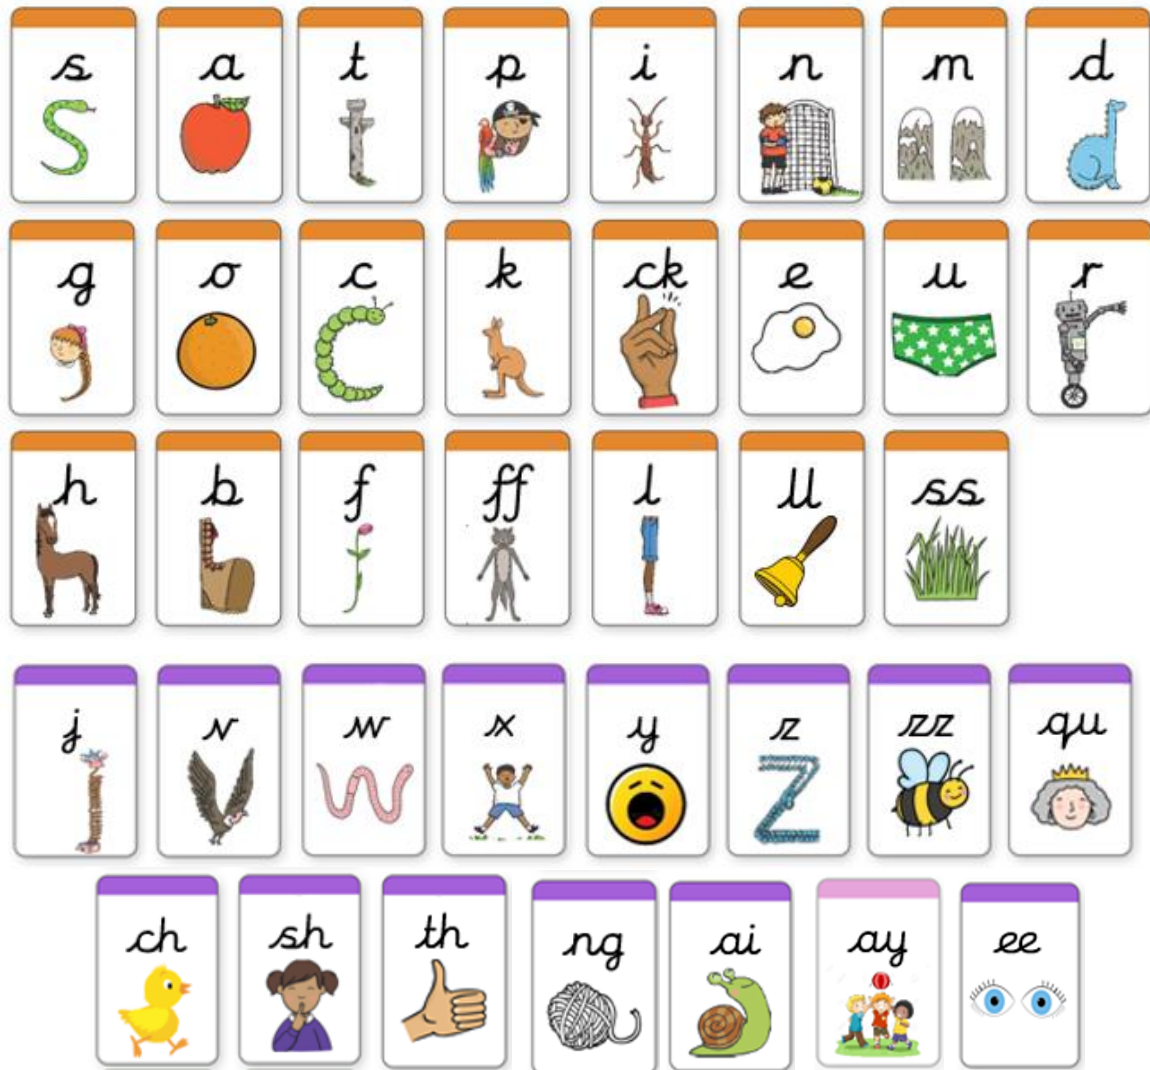 s a t p i n m d
g o c k ck e u r
h b f ff l ll ss
j v w x y z zz qu
ch sh th ng ai ay ee